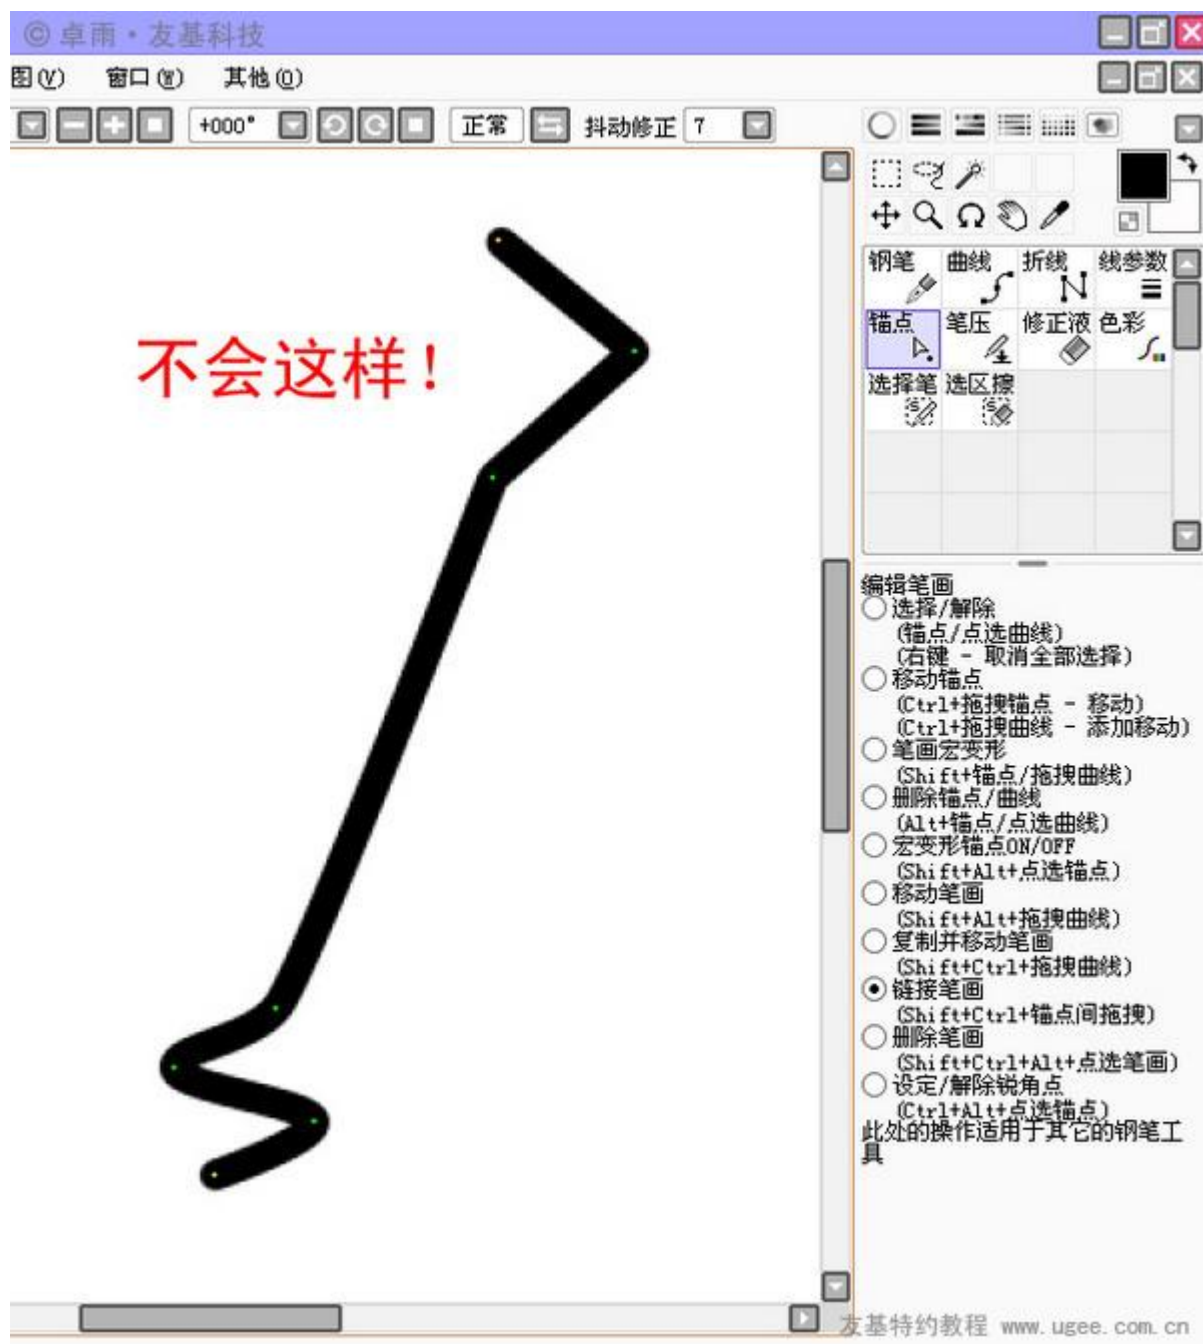 © 卓雨·友基科技
图(V) 窗口(W) 其他(O)
+000° 正常 抖动修正 7
钢笔 曲线 折线 线参数
锚点 笔压 修正液 色彩
选择笔 选区擦
不会这样！
编辑笔画
选择/解除
(锚点/点选曲线)
(右键 - 取消全部选择)
移动锚点
(Ctrl+拖拽锚点 - 移动)
(Ctrl+拖拽曲线 - 添加移动)
笔画宏变形
(Shift+锚点/拖拽曲线)
删除锚点/曲线
(Alt+锚点/点选曲线)
宏变形锚点ON/OFF
(Shift+Alt+点选锚点)
移动笔画
(Shift+Alt+拖拽曲线)
复制并移动笔画
(Shift+Ctrl+拖拽曲线)
链接笔画
(Shift+Ctrl+锚点间拖拽)
删除笔画
(Shift+Ctrl+Alt+点选笔画)
设定/解除锐角点
(Ctrl+Alt+点选锚点)
此处的操作适用于其它的钢笔工
具
友基特约教程 www.ugee.com.cn